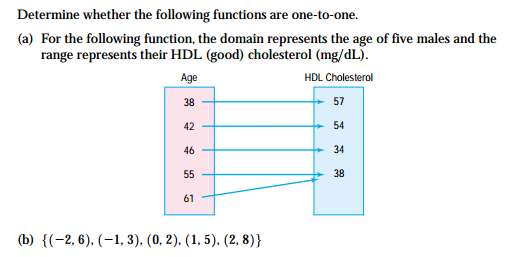 Determine whether the following functions are one-to-one.
(a) For the following function, the domain represents the age of five males and the
range represents their HDL (good) cholesterol (mg/dL).
Age HDL Cholesterol
38 57
42 54
46 34
55 38
61
(b) {(−2, 6), (−1, 3), (0, 2), (1, 5), (2, 8)}